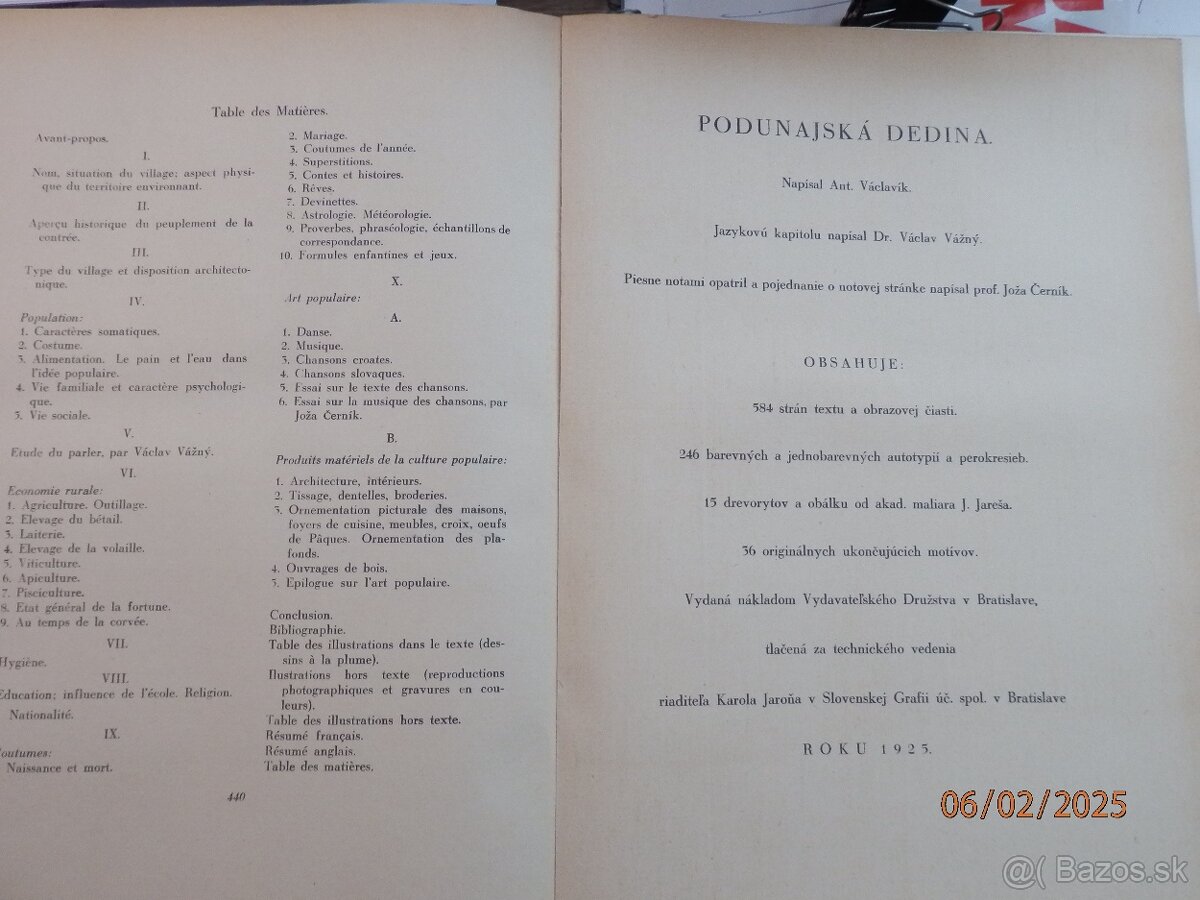 Table des Matières.
Avant-propos.
I.
Nom, situation du village; aspect physi-
que du territoire environnant.
II.
Aperçu historique du peuplement de la
contrée.
III.
Type du village et disposition architecto-
nique.
IV.
Population:
1. Caractères somatiques.
2. Costume.
3. Alimentation. Le pain et l'eau dans
l'idée populaire.
4. Vie familiale et caractère psychologi-
que.
5. Vie sociale.
V.
Etude du parler, par Václav Vážný.
VI.
Economie rurale:
1. Agriculture. Outillage.
2. Elevage du bétail.
3. Laiterie.
4. Elevage de la volaille.
5. Viticulture.
6. Apiculture.
7. Pisciculture.
8. Etat général de la fortune.
9. Au temps de la corvée.
VII.
Hygiène.
VIII.
Education; influence de l'école. Religion.
Nationalité.
IX.
outumes:
Naissance et mort.
2. Mariage.
3. Coutumes de l'année.
4. Superstitions.
5. Contes et histoires.
6. Rêves.
7. Devinettes.
8. Astrologie. Météorologie.
9. Proverbes, phraséologie, échantillons de
correspondance.
10. Formules enfantines et jeux.
X.
Art populaire:
A.
1. Danse.
2. Musique.
3. Chansons croates.
4. Chansons slovaques.
5. Essai sur le texte des chansons.
6. Essai sur la musique des chansons, par
Joža Černík.
B.
Produits matériels de la culture populaire:
1. Architecture, intérieurs.
2. Tissage, dentelles, broderies.
3. Ornementation picturale des maisons,
foyers de cuisine, meubles, croix, oeufs
de Pâques. Ornementation des pla-
fonds.
4. Ouvrages de bois.
5. Epilogue sur l'art populaire.
Conclusion.
Bibliographie.
Table des illustrations dans le texte (des-
sins à la plume).
Illustrations hors texte (reproductions
photographiques et gravures en cou-
leurs).
Table des illustrations hors texte.
Résumé français.
Résumé anglais.
Table des matières.
440
PODUNAJSKÁ DEDINA.
Napísal Ant. Václavík.
Jazykovú kapitolu napísal Dr. Václav Vážný.
Piesne notami opatril a pojednanie o notovej stránke napísal prof. Joža Černík.
OBSAHUJE:
584 strán textu a obrazovej čiasti.
246 barevných a jednobarevných autotypií a perokresieb.
15 drevorytov a obálku od akad. maliara J. Jareša.
36 originálnych ukončujúcich motívov.
Vydaná nákladom Vydavateľského Družstva v Bratislave,
tlačená za technického vedenia
riaditeľa Karola Jaroňa v Slovenskej Grafii úč. spol. v Bratislave
ROKU 1925.
06/02/2025
@( Bazos.sk